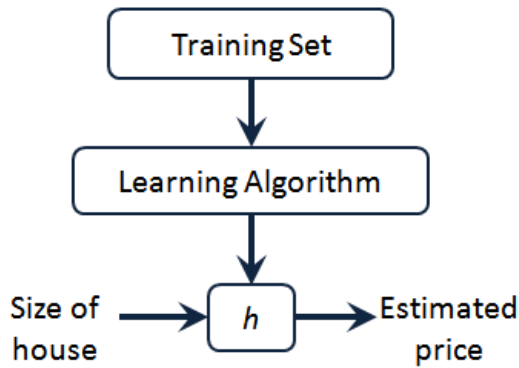 Training Set
Learning Algorithm
Size of
house
h
Estimated
price